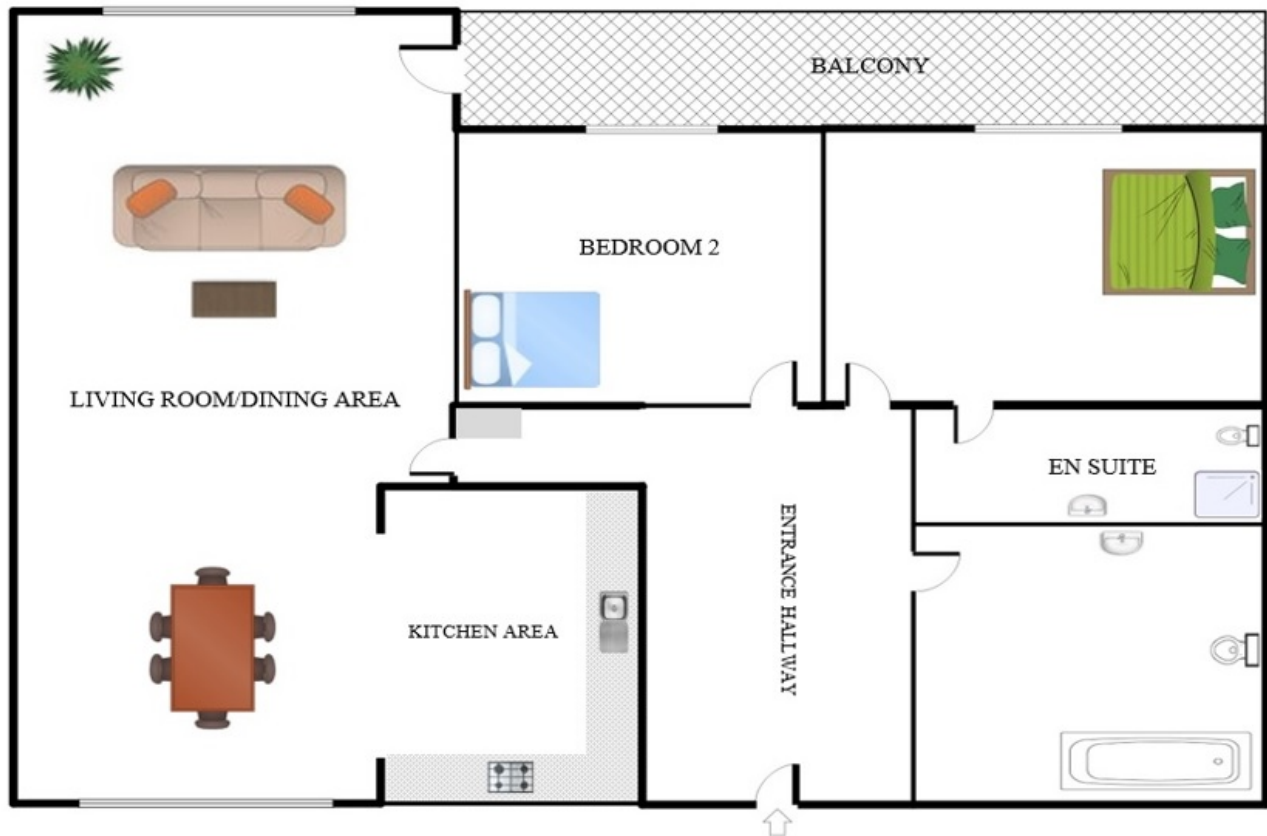 BALCONY
BEDROOM 2
LIVING ROOM/DINING AREA
EN SUITE
ENTRANCE HALLWAY
KITCHEN AREA